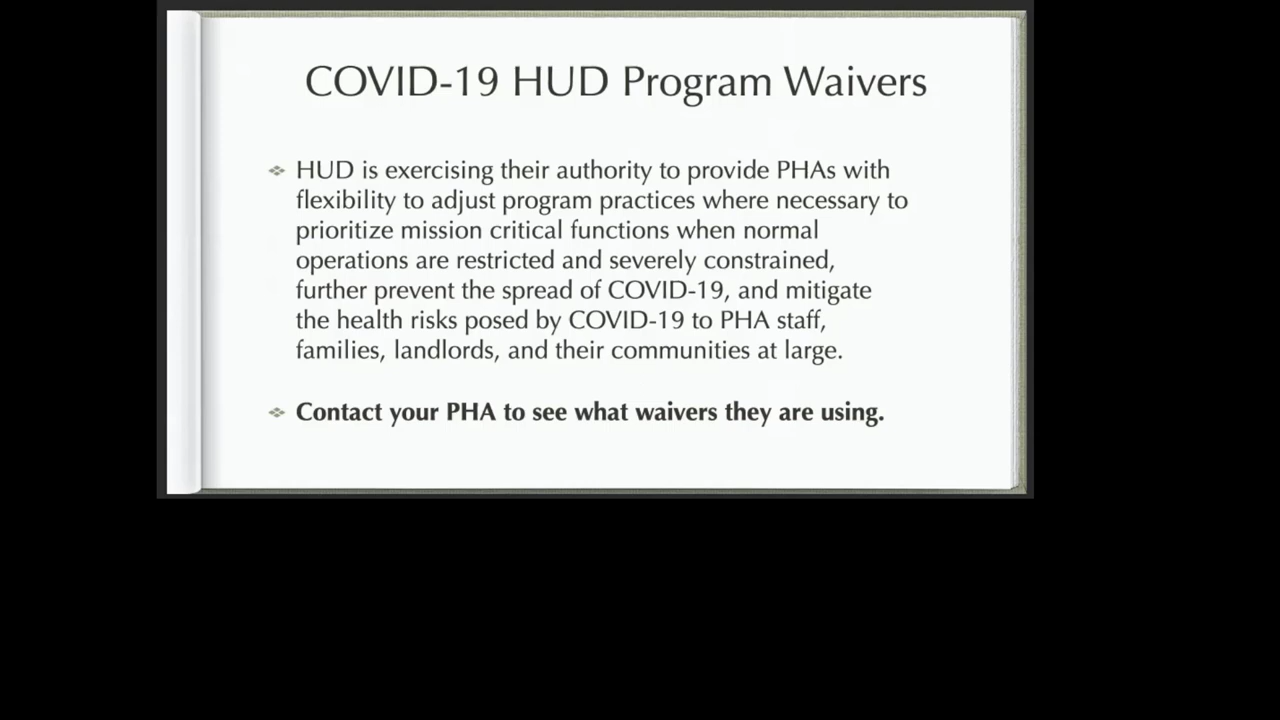 COVID-19 HUD Program Waivers
HUD is exercising their authority to provide PHAs with
flexibility to adjust program practices where necessary to
prioritize mission critical functions when normal
operations are restricted and severely constrained,
further prevent the spread of COVID-19, and mitigate
the health risks posed by COVID-19 to PHA staff,
families, landlords, and their communities at large.
Contact your PHA to see what waivers they are using.